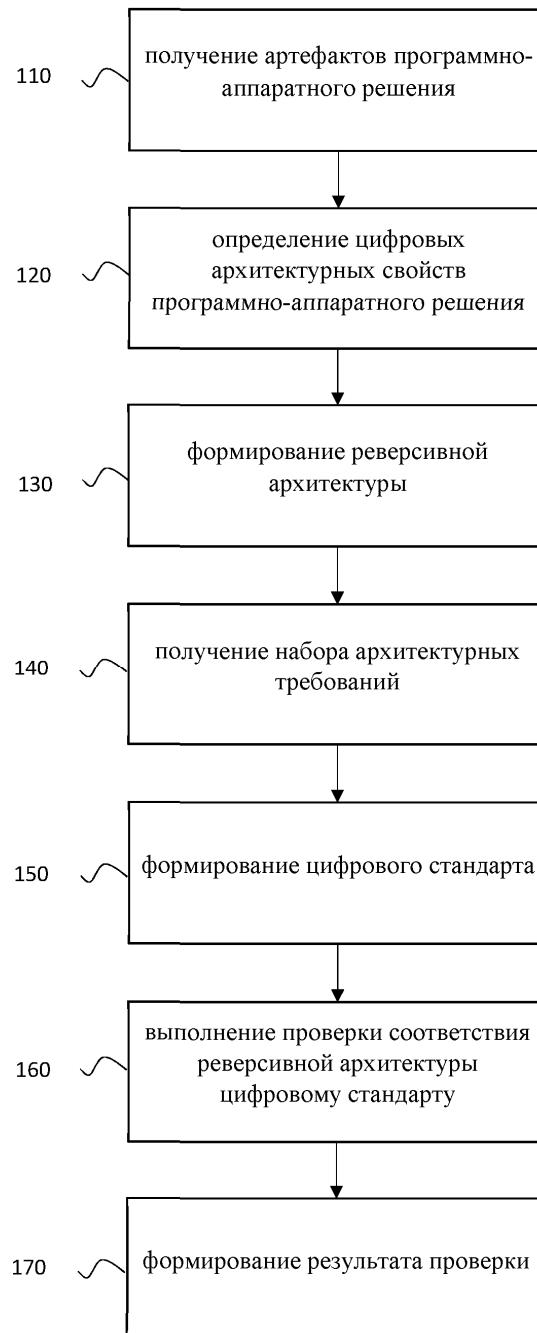 110
получение артефактов программно-
аппаратного решения
120
определение цифровых
архитектурных свойств
программно-аппаратного решения
130
формирование реверсивной
архитектуры
140
получение набора архитектурных
требований
150
формирование цифрового стандарта
160
выполнение проверки соответствия
реверсивной архитектуры
цифровому стандарту
170
формирование результата проверки